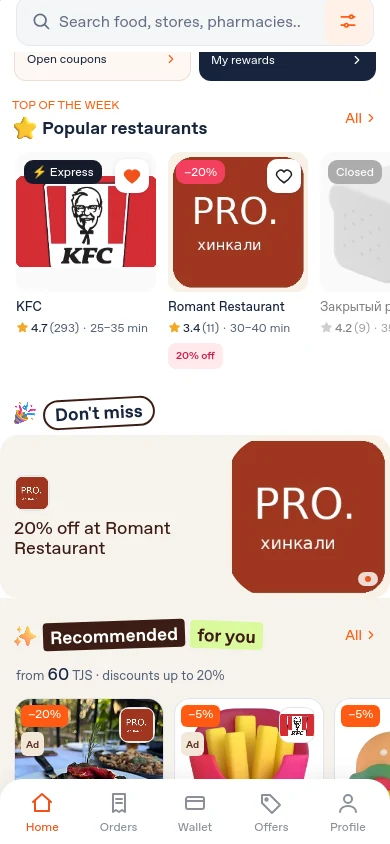 Search food, stores, pharmacies..
Open coupons
My rewards
TOP OF THE WEEK
Popular restaurants
All
Express
KFC
−20%
PRO.
хинкали
Closed
KFC
4.7 (293) · 25–35 min
Romant Restaurant
3.4 (11) · 30–40 min
20% off
Закрытый р
4.2 (9) · 3
Don't miss
PRO.
20% off at Romant
Restaurant
PRO.
хинкали
Recommended for you
All
from 60 TJS · discounts up to 20%
−20%
PRO.
Ad
−5%
KFC
Ad
−5%
Home
Orders
Wallet
Offers
Profile